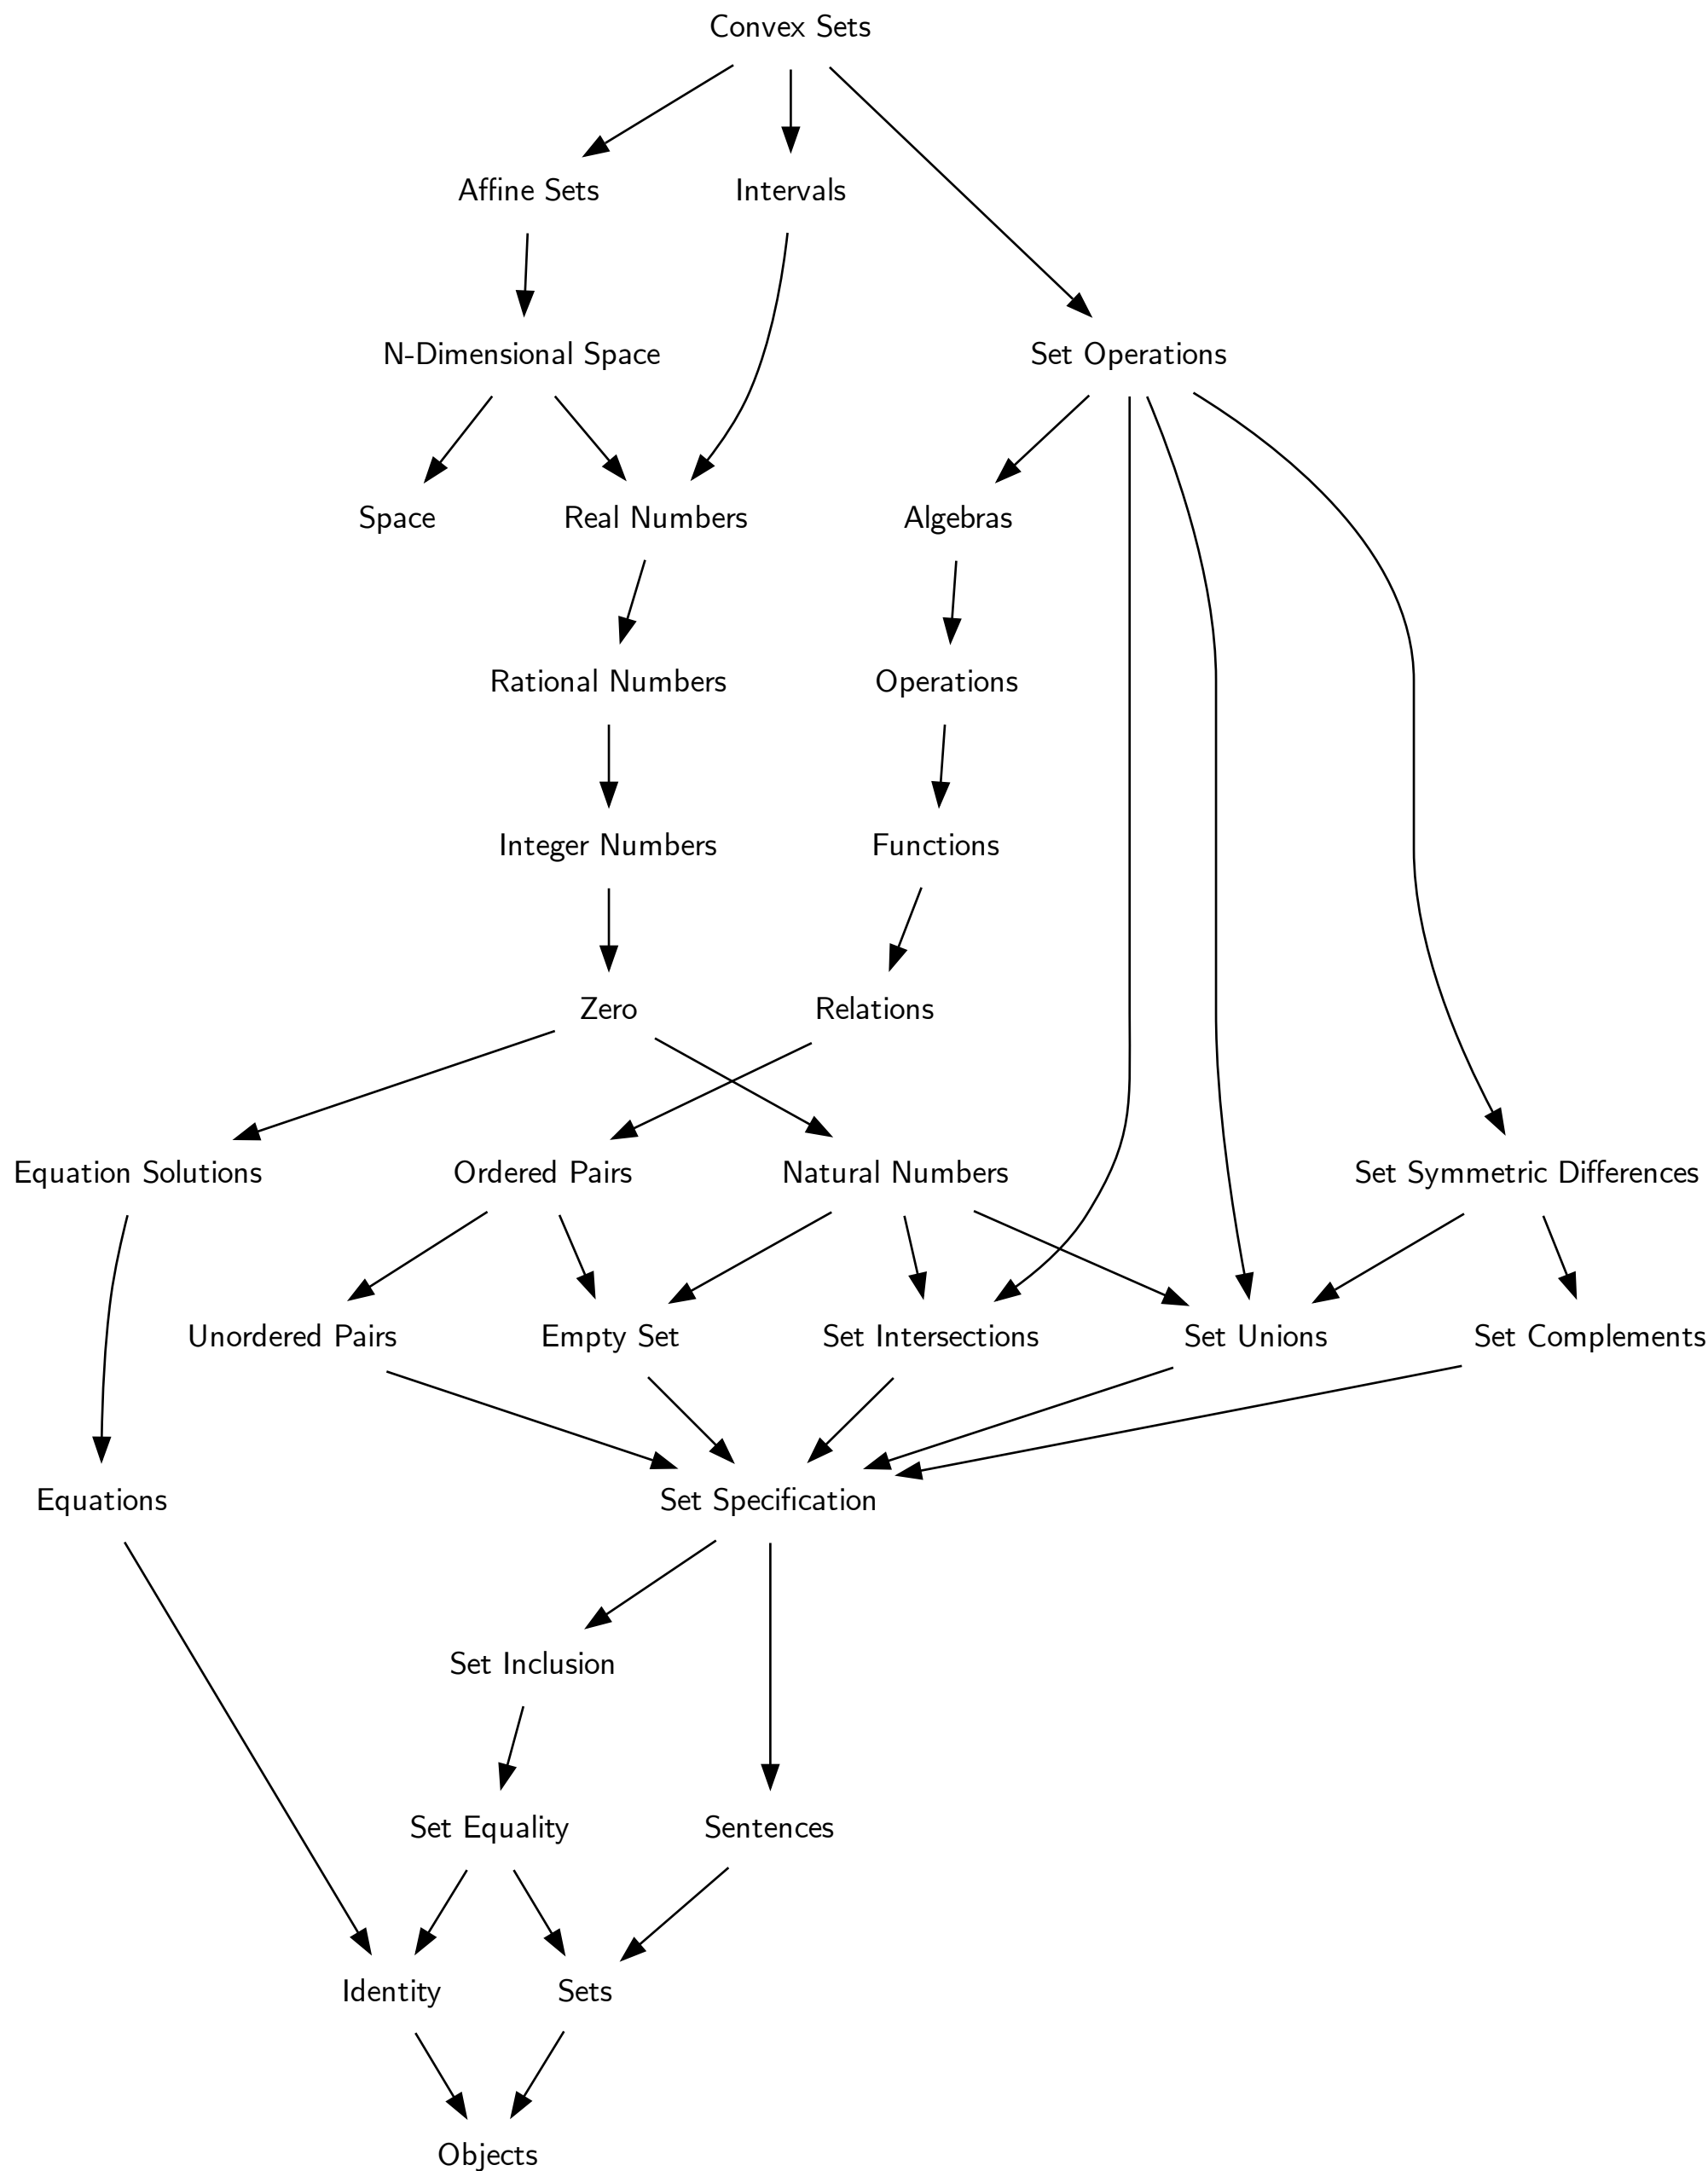 Convex Sets
Affine Sets
Intervals
N-Dimensional Space
Set Operations
Space
Real Numbers
Algebras
Rational Numbers
Operations
Integer Numbers
Functions
Zero
Relations
Equation Solutions
Ordered Pairs
Natural Numbers
Set Symmetric Differences
Unordered Pairs
Empty Set
Set Intersections
Set Unions
Set Complements
Equations
Set Specification
Set Inclusion
Set Equality
Sentences
Identity
Sets
Objects